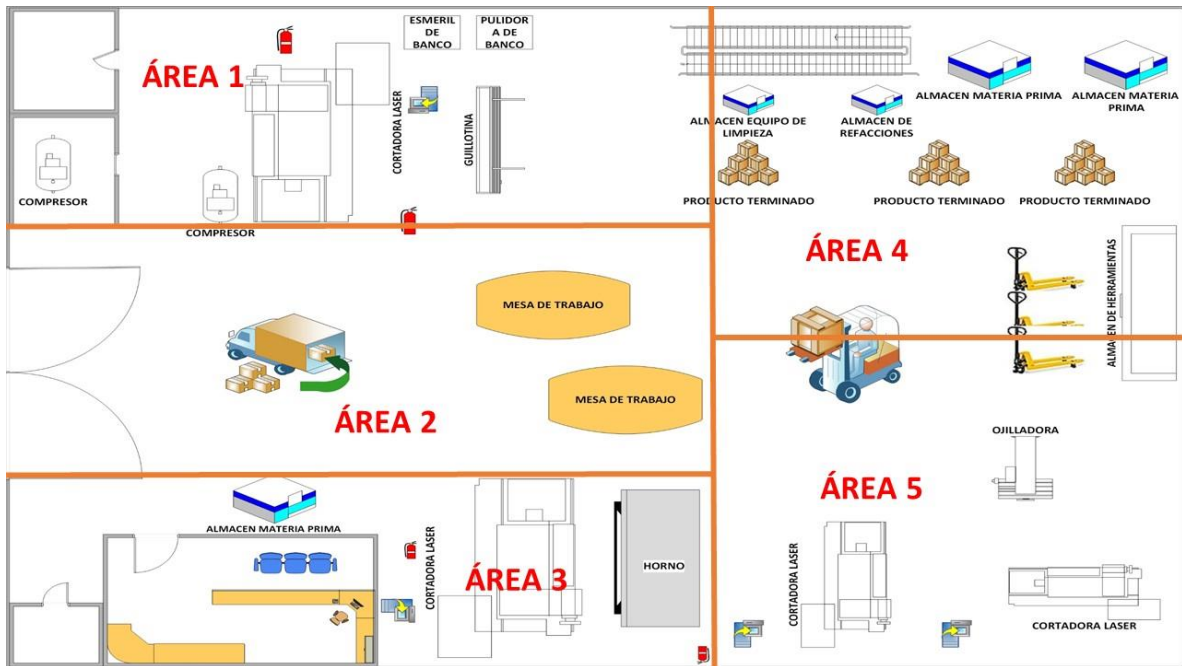 ESMERIL
DE
BANCO
PULIDOR
A DE
BANCO
ÁREA 1
CORTADORA LASER
GUILLOTINA
COMPRESOR
COMPRESOR
ALMACEN MATERIA PRIMA
ALMACEN MATERIA
PRIMA
ALMACEN EQUIPO DE
LIMPIEZA
ALMACEN DE
REFACCIONES
PRODUCTO TERMINADO
PRODUCTO TERMINADO
PRODUCTO TERMINADO
ÁREA 4
ALMACEN DE HERRAMIENTAS
MESA DE TRABAJO
MESA DE TRABAJO
ÁREA 2
ALMACEN MATERIA PRIMA
CORTADORA LASER
ÁREA 3
HORNO
OJILLADORA
ÁREA 5
CORTADORA LASER
CORTADORA LASER